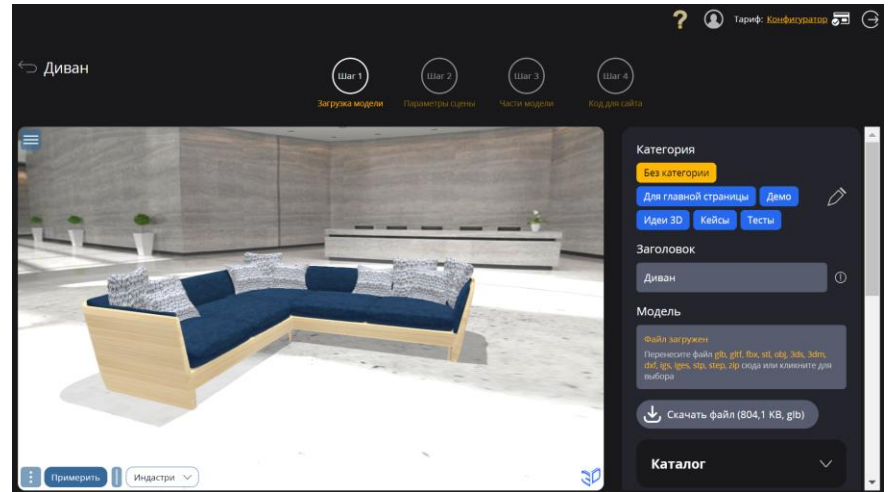 ? Тариф: Конфигуратор
Диван
Шаг 1 Шаг 2 Шаг 3 Шаг 4
Загрузка модели Параметры сцены Части модели Код для сайта
Категория
Без категории
Для главной страницы Демо
Идеи 3D Кейсы Тесты
Заголовок
Диван
Модель
Файл загружен
Перенесите файл glb, gltf, fbx, stl, obj, 3ds, 3dm,
dxf, igs, iges, stp, step, zip сюда или кликните для
выбора
Скачать файл (804,1 KB, glb)
Каталог
Примерить Индастри
3D